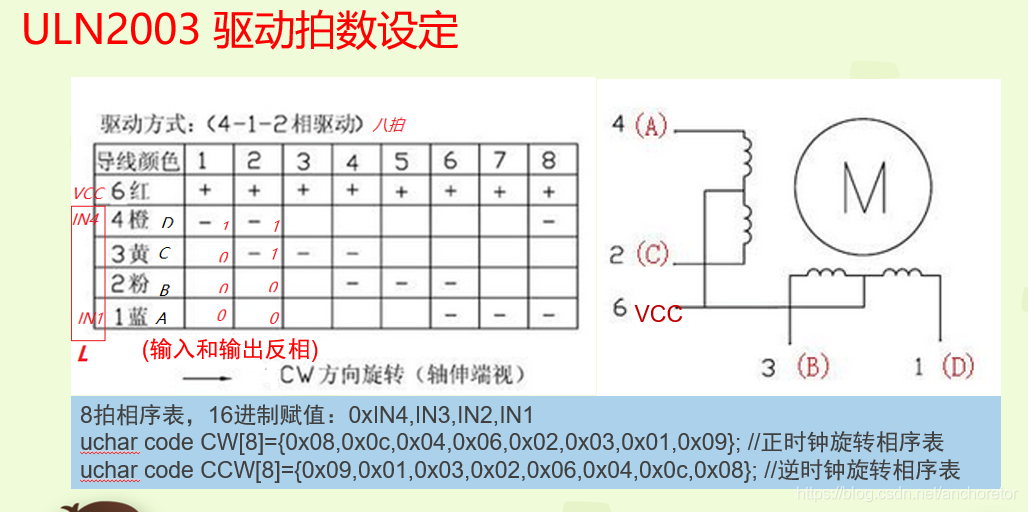 ULN2003 驱动拍数设定
驱动方式：(4-1-2相驱动) 八拍
导线颜色 1 2 3 4 5 6 7 8
VCC 6红 + + + + + + + +
IN4 4橙 D - 1 - 1 -
3黄 C 0 - 1 - -
2粉 B 0 0 - - -
IN1 1蓝 A 0 0 - - -
L (输入和输出反相)
CW 方向旋转 (轴伸端视)
4 (A)
M
2 (C)
6 VCC
3 (B) 1 (D)
8拍相序表，16进制赋值：0xIN4,IN3,IN2,IN1
uchar code CW[8]={0x08,0x0c,0x04,0x06,0x02,0x03,0x01,0x09}; //正时钟旋转相序表
uchar code CCW[8]={0x09,0x01,0x03,0x02,0x06,0x04,0x0c,0x08}; //逆时钟旋转相序表
https://blog.csdn.net/anchorator